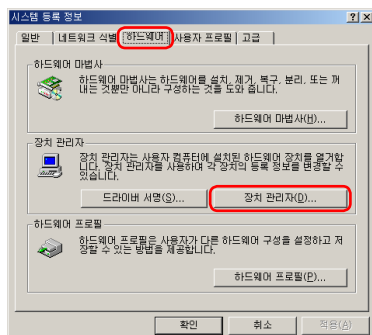 시스템 등록 정보
일반 네트워크 식별 하드웨어 사용자 프로필 고급
하드웨어 마법사
하드웨어 마법사는 하드웨어를 설치, 제거, 복구, 분리, 또는 꺼
내는 것뿐만 아니라 구성하는 것을 도와 줍니다.
하드웨어 마법사(H)...
장치 관리자
장치 관리자는 사용자 컴퓨터에 설치된 하드웨어 장치를 열거합
니다. 장치 관리자를 사용하여 각 장치의 등록 정보를 변경할 수
있습니다.
드라이버 서명(S)... 장치 관리자(D)...
하드웨어 프로필
하드웨어 프로필은 사용자가 다른 하드웨어 구성을 설정하고 저
장할 수 있는 방법을 제공합니다.
하드웨어 프로필(P)...
확인 취소 적용(A)